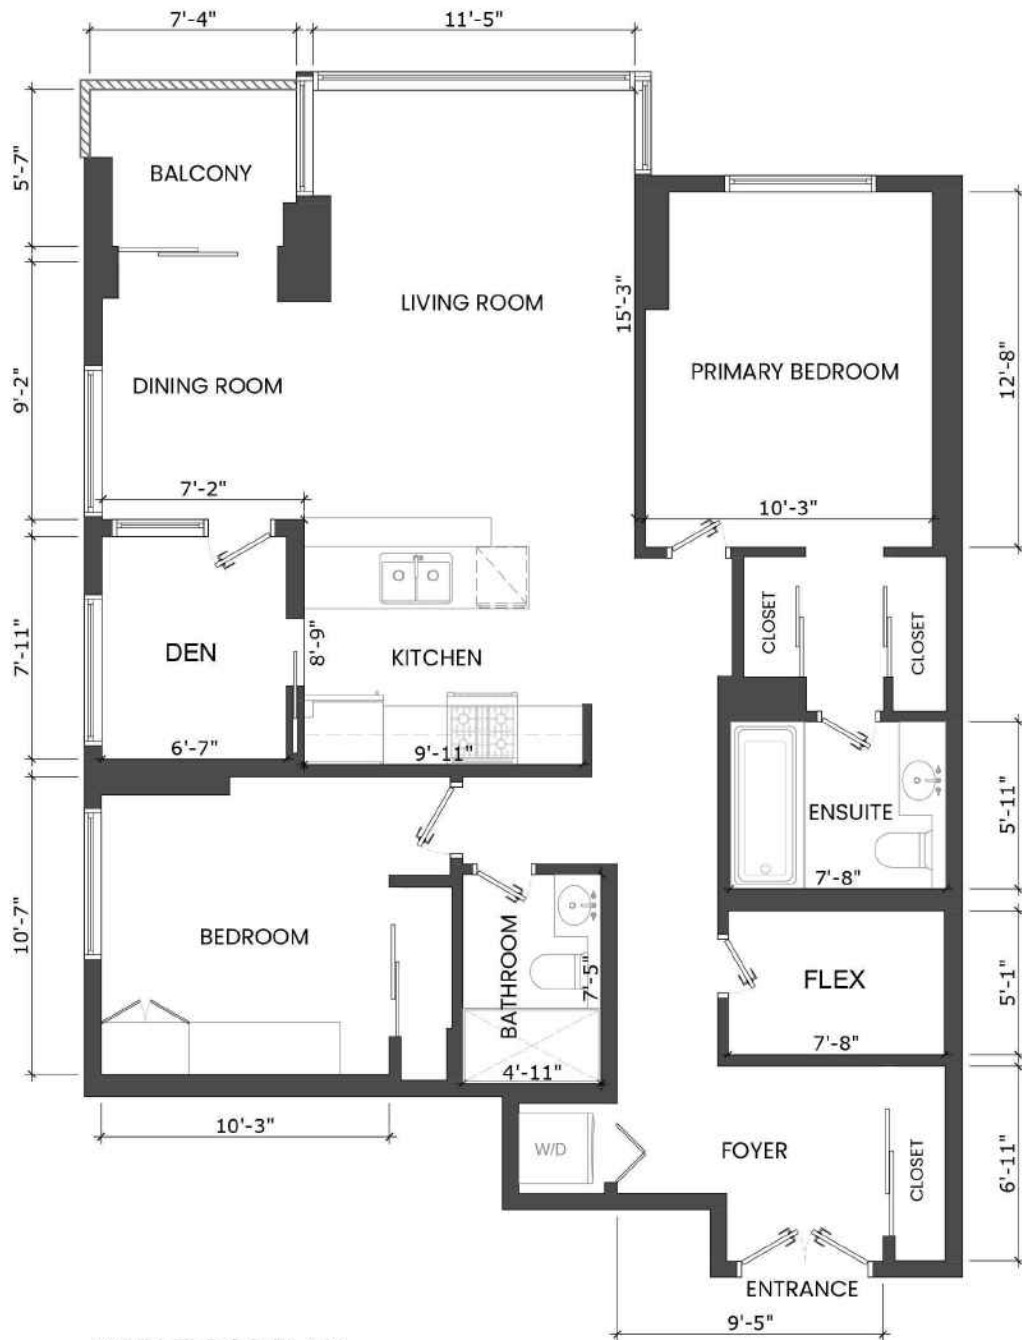 7'-4"
11'-5"
5'-7"
BALCONY
LIVING ROOM
15'-3"
PRIMARY BEDROOM
12'-8"
9'-2"
DINING ROOM
7'-2"
10'-3"
7'-11"
DEN
8'-9"
KITCHEN
CLOSET
CLOSET
6'-7"
9'-11"
ENSUITE
5'-11"
7'-8"
10'-7"
BEDROOM
BATHROOM
7'-5"
FLEX
5'-1"
7'-8"
4'-11"
10'-3"
W/D
FOYER
CLOSET
6'-11"
ENTRANCE
9'-5"